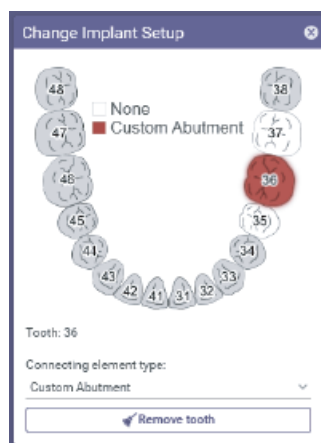 Change Implant Setup
48 38
None
47 Custom Abutment 37
46 36
45 35
44 34
43 33
42 41 31 32
Tooth: 36
Connecting element type:
Custom Abutment
Remove tooth